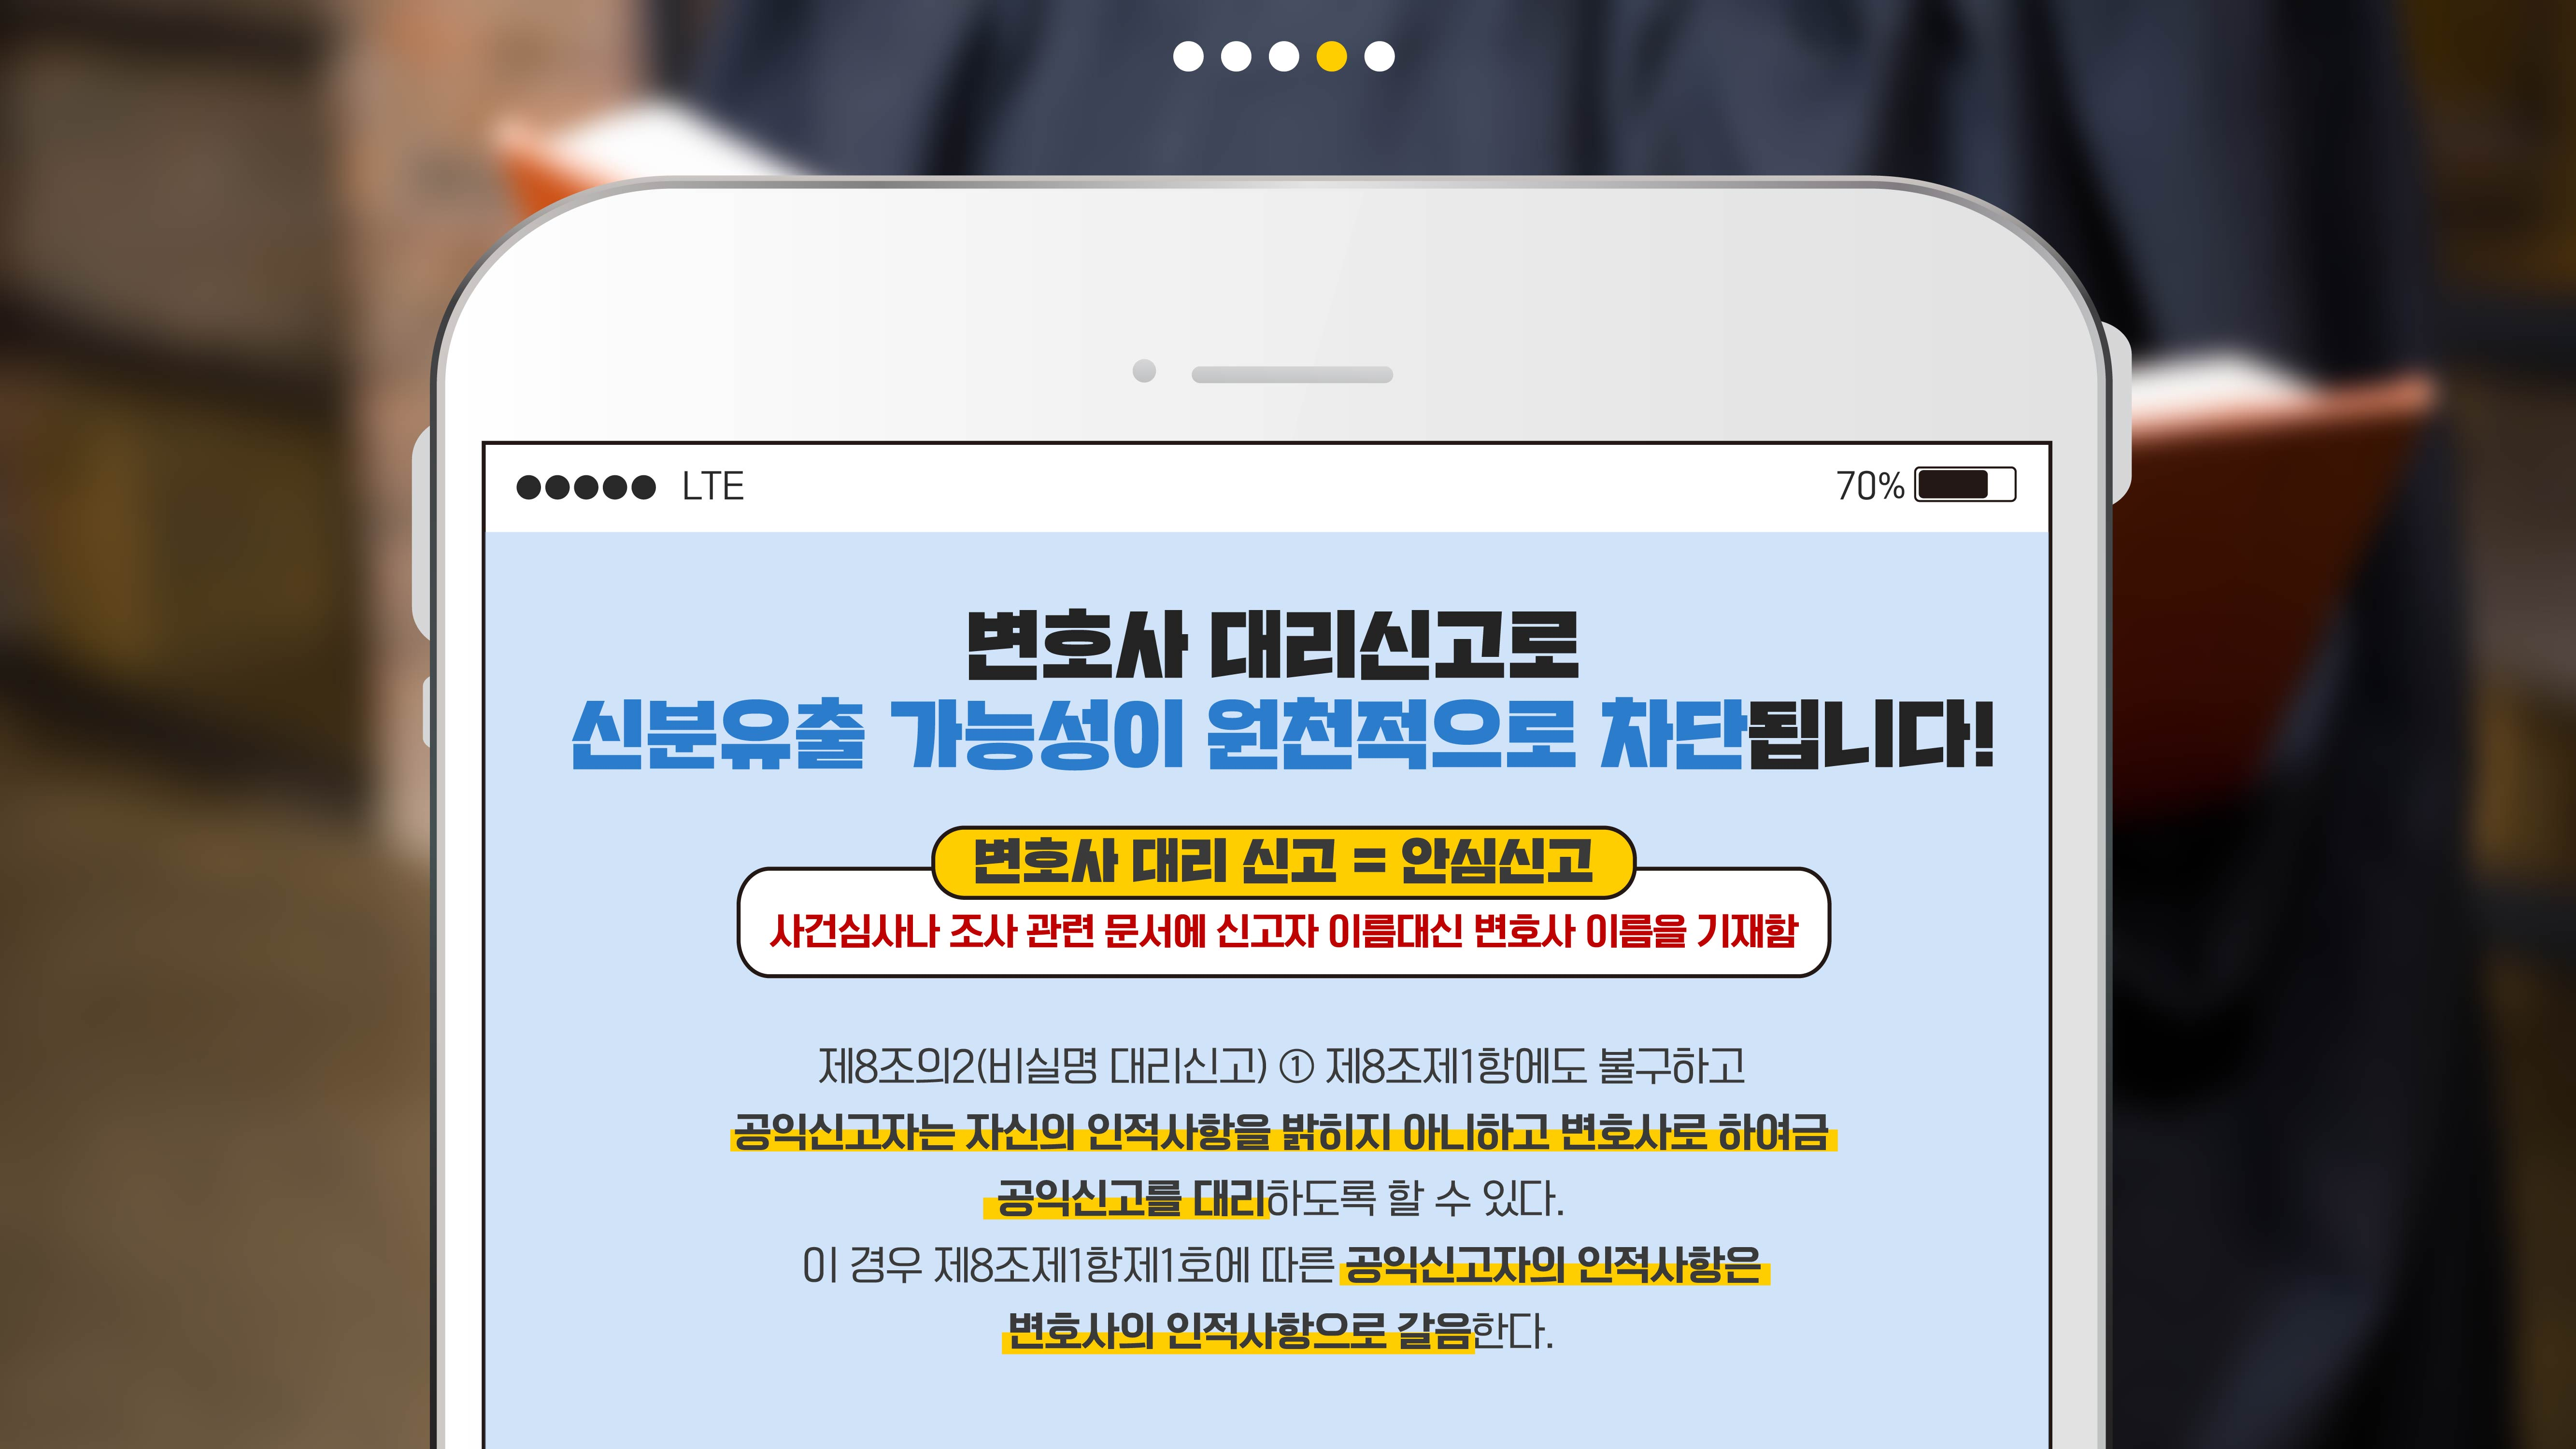 LTE
70%
변호사 대리신고로
신분유출 가능성이 원천적으로 차단됩니다!
변호사 대리 신고 = 안심신고
사건심사나 조사 관련 문서에 신고자 이름대신 변호사 이름을 기재함
제8조의2(비실명 대리신고) ① 제8조제1항에도 불구하고
공익신고자는 자신의 인적사항을 밝히지 아니하고 변호사로 하여금
공익신고를 대리하도록 할 수 있다.
이 경우 제8조제1항제1호에 따른 공익신고자의 인적사항은
변호사의 인적사항으로 갈음한다.